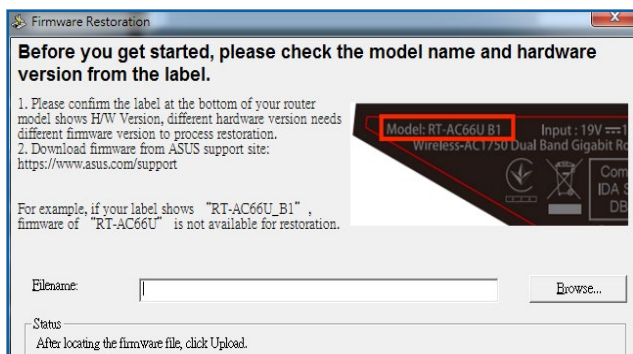 Firmware Restoration
Before you get started, please check the model name and hardware
version from the label.
1. Please confirm the label at the bottom of your router
model shows H/W Version, different hardware version needs
different firmware version to process restoration.
2. Download firmware from ASUS support site:
https://www.asus.com/support
For example, if your label shows “RT-AC66U_B1”,
firmware of “RT-AC66U” is not available for restoration.
Model: RT-AC66U B1 Input : 19V
Wireless-AC1750 Dual Band Gigabit Ro
Com
IDA S
DB
Filename:
Browse...
Status
After locating the firmware file, click Upload.